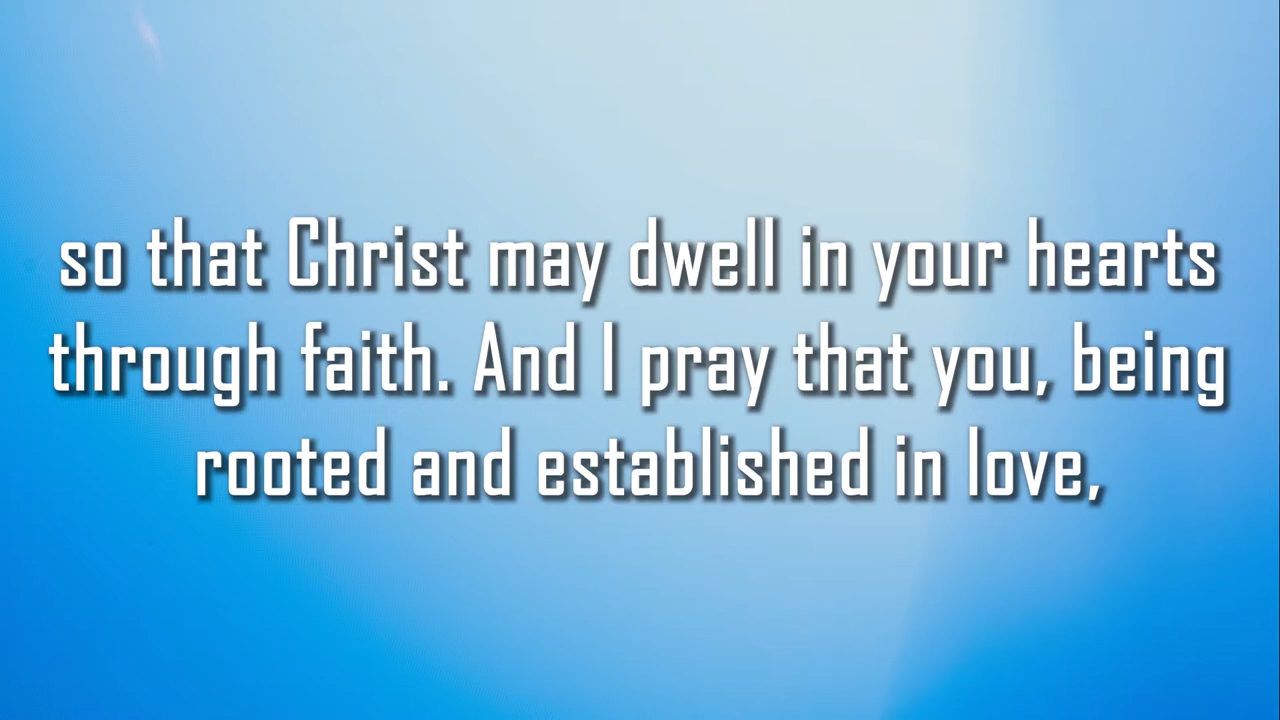 so that Christ may dwell in your hearts
through faith. And I pray that you, being
rooted and established in love,